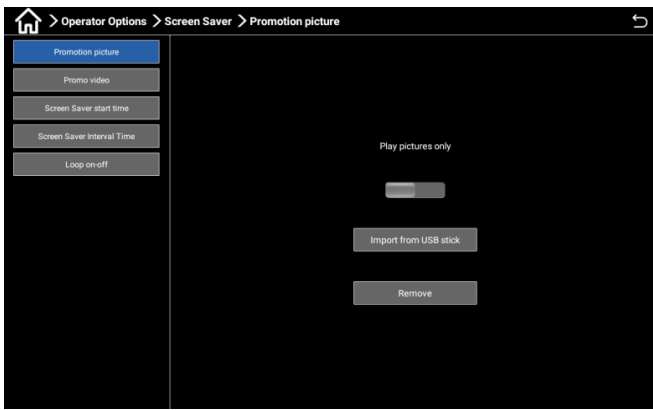 Operator Options > Screen Saver > Promotion picture
Promotion picture
Promo video
Screen Saver start time
Screen Saver Interval Time
Loop on-off
Play pictures only
Import from USB stick
Remove